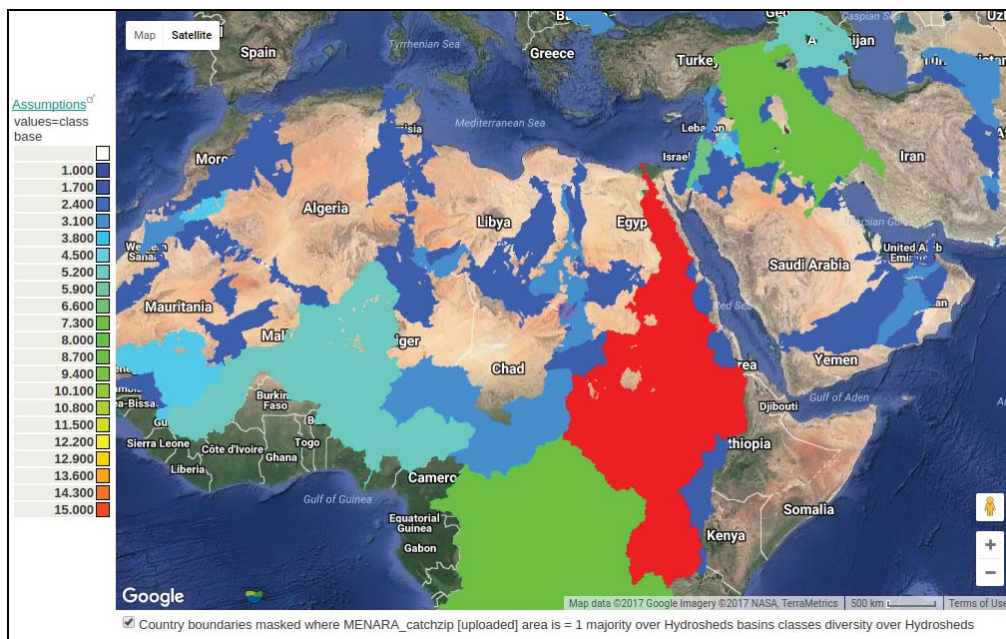 Map Satellite
Assumptions
values=class
base
1.000
1.700
2.400
3.100
3.800
4.500
5.200
5.900
6.600
7.300
8.000
8.700
9.400
10.100
10.800
11.500
12.200
12.900
13.600
14.300
15.000
Spain
Tyrrhenian Sea
Greece
Turkey
Caspian Sea
Mediterranean Sea
Lebanon
Israel
Iran
Algeria
Libya
Egyp
Saudi Arabia
United Arab
Emirates
Mauritania
Mali
Chad
Red Sea
Yemen
Gulf of Aden
Djibouti
Burkina
Faso
Sierra Leone
Côte d'Ivoire
Ghana
Togo
Liberia
Gulf of Guinea
Equatorial
Guinea
Gabon
Somalia
Kenya
Google
Map data ©2017 Google Imagery ©2017 NASA, TerraMetrics 500 km Terms of Use
Country boundaries masked where MENARA_catchzip [uploaded] area is = 1 majority over Hydrosheds basins classes diversity over Hydrosheds